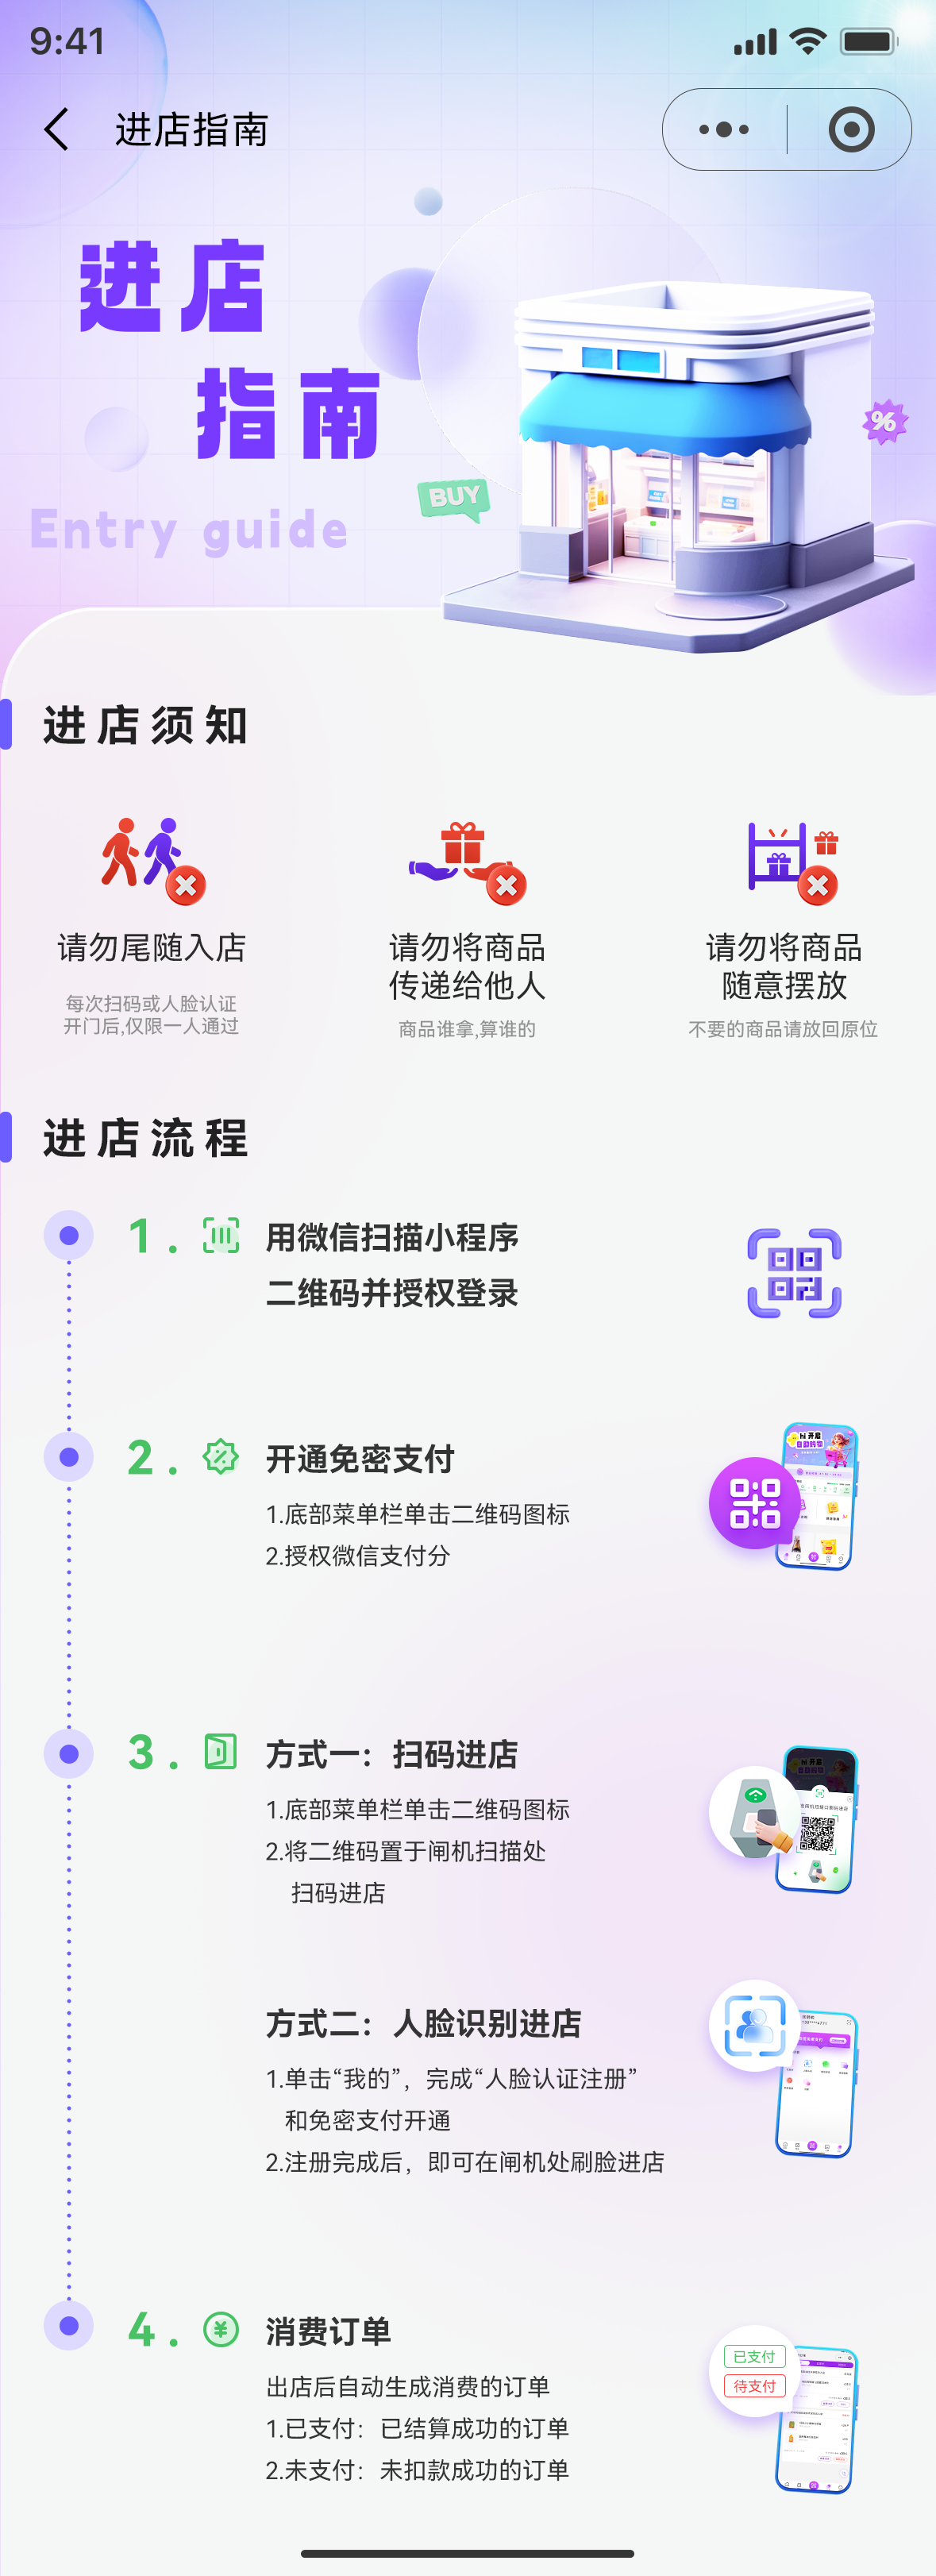 9:41
进店指南
进店
指南
Entry guide
BUY
%
进店须知
请勿尾随入店
每次扫码或人脸认证
开门后,仅限一人通过
请勿将商品
传递给他人
商品谁拿,算谁的
请勿将商品
随意摆放
不要的商品请放回原位
进店流程
1.
用微信扫描小程序
二维码并授权登录
2.
开通免密支付
1.底部菜单栏单击二维码图标
2.授权微信支付分
hi 开启
自助购物
3.
方式一：扫码进店
1.底部菜单栏单击二维码图标
2.将二维码置于闸机扫描处
扫码进店
方式二：人脸识别进店
1.单击“我的”，完成“人脸认证注册”
和免密支付开通
2.注册完成后，即可在闸机处刷脸进店
4.
¥
消费订单
出店后自动生成消费的订单
1.已支付：已结算成功的订单
2.未支付：未扣款成功的订单
已支付
待支付